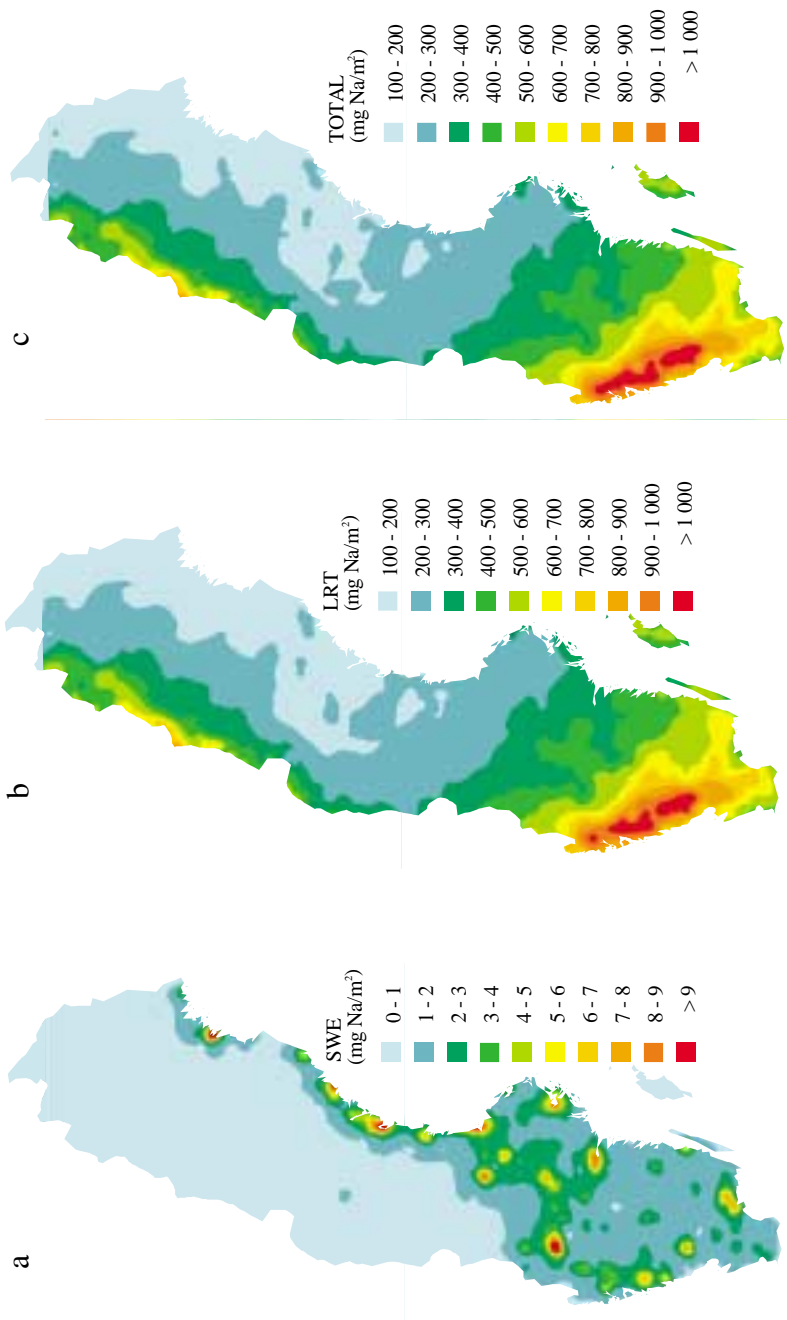 a
SWE
(mg Na/m²)
0 - 1
1 - 2
2 - 3
3 - 4
4 - 5
5 - 6
6 - 7
7 - 8
8 - 9
> 9
b
LRT
(mg Na/m²)
100 - 200
200 - 300
300 - 400
400 - 500
500 - 600
600 - 700
700 - 800
800 - 900
900 - 1 000
> 1 000
c
TOTAL
(mg Na/m²)
100 - 200
200 - 300
300 - 400
400 - 500
500 - 600
600 - 700
700 - 800
800 - 900
900 - 1 000
> 1 000